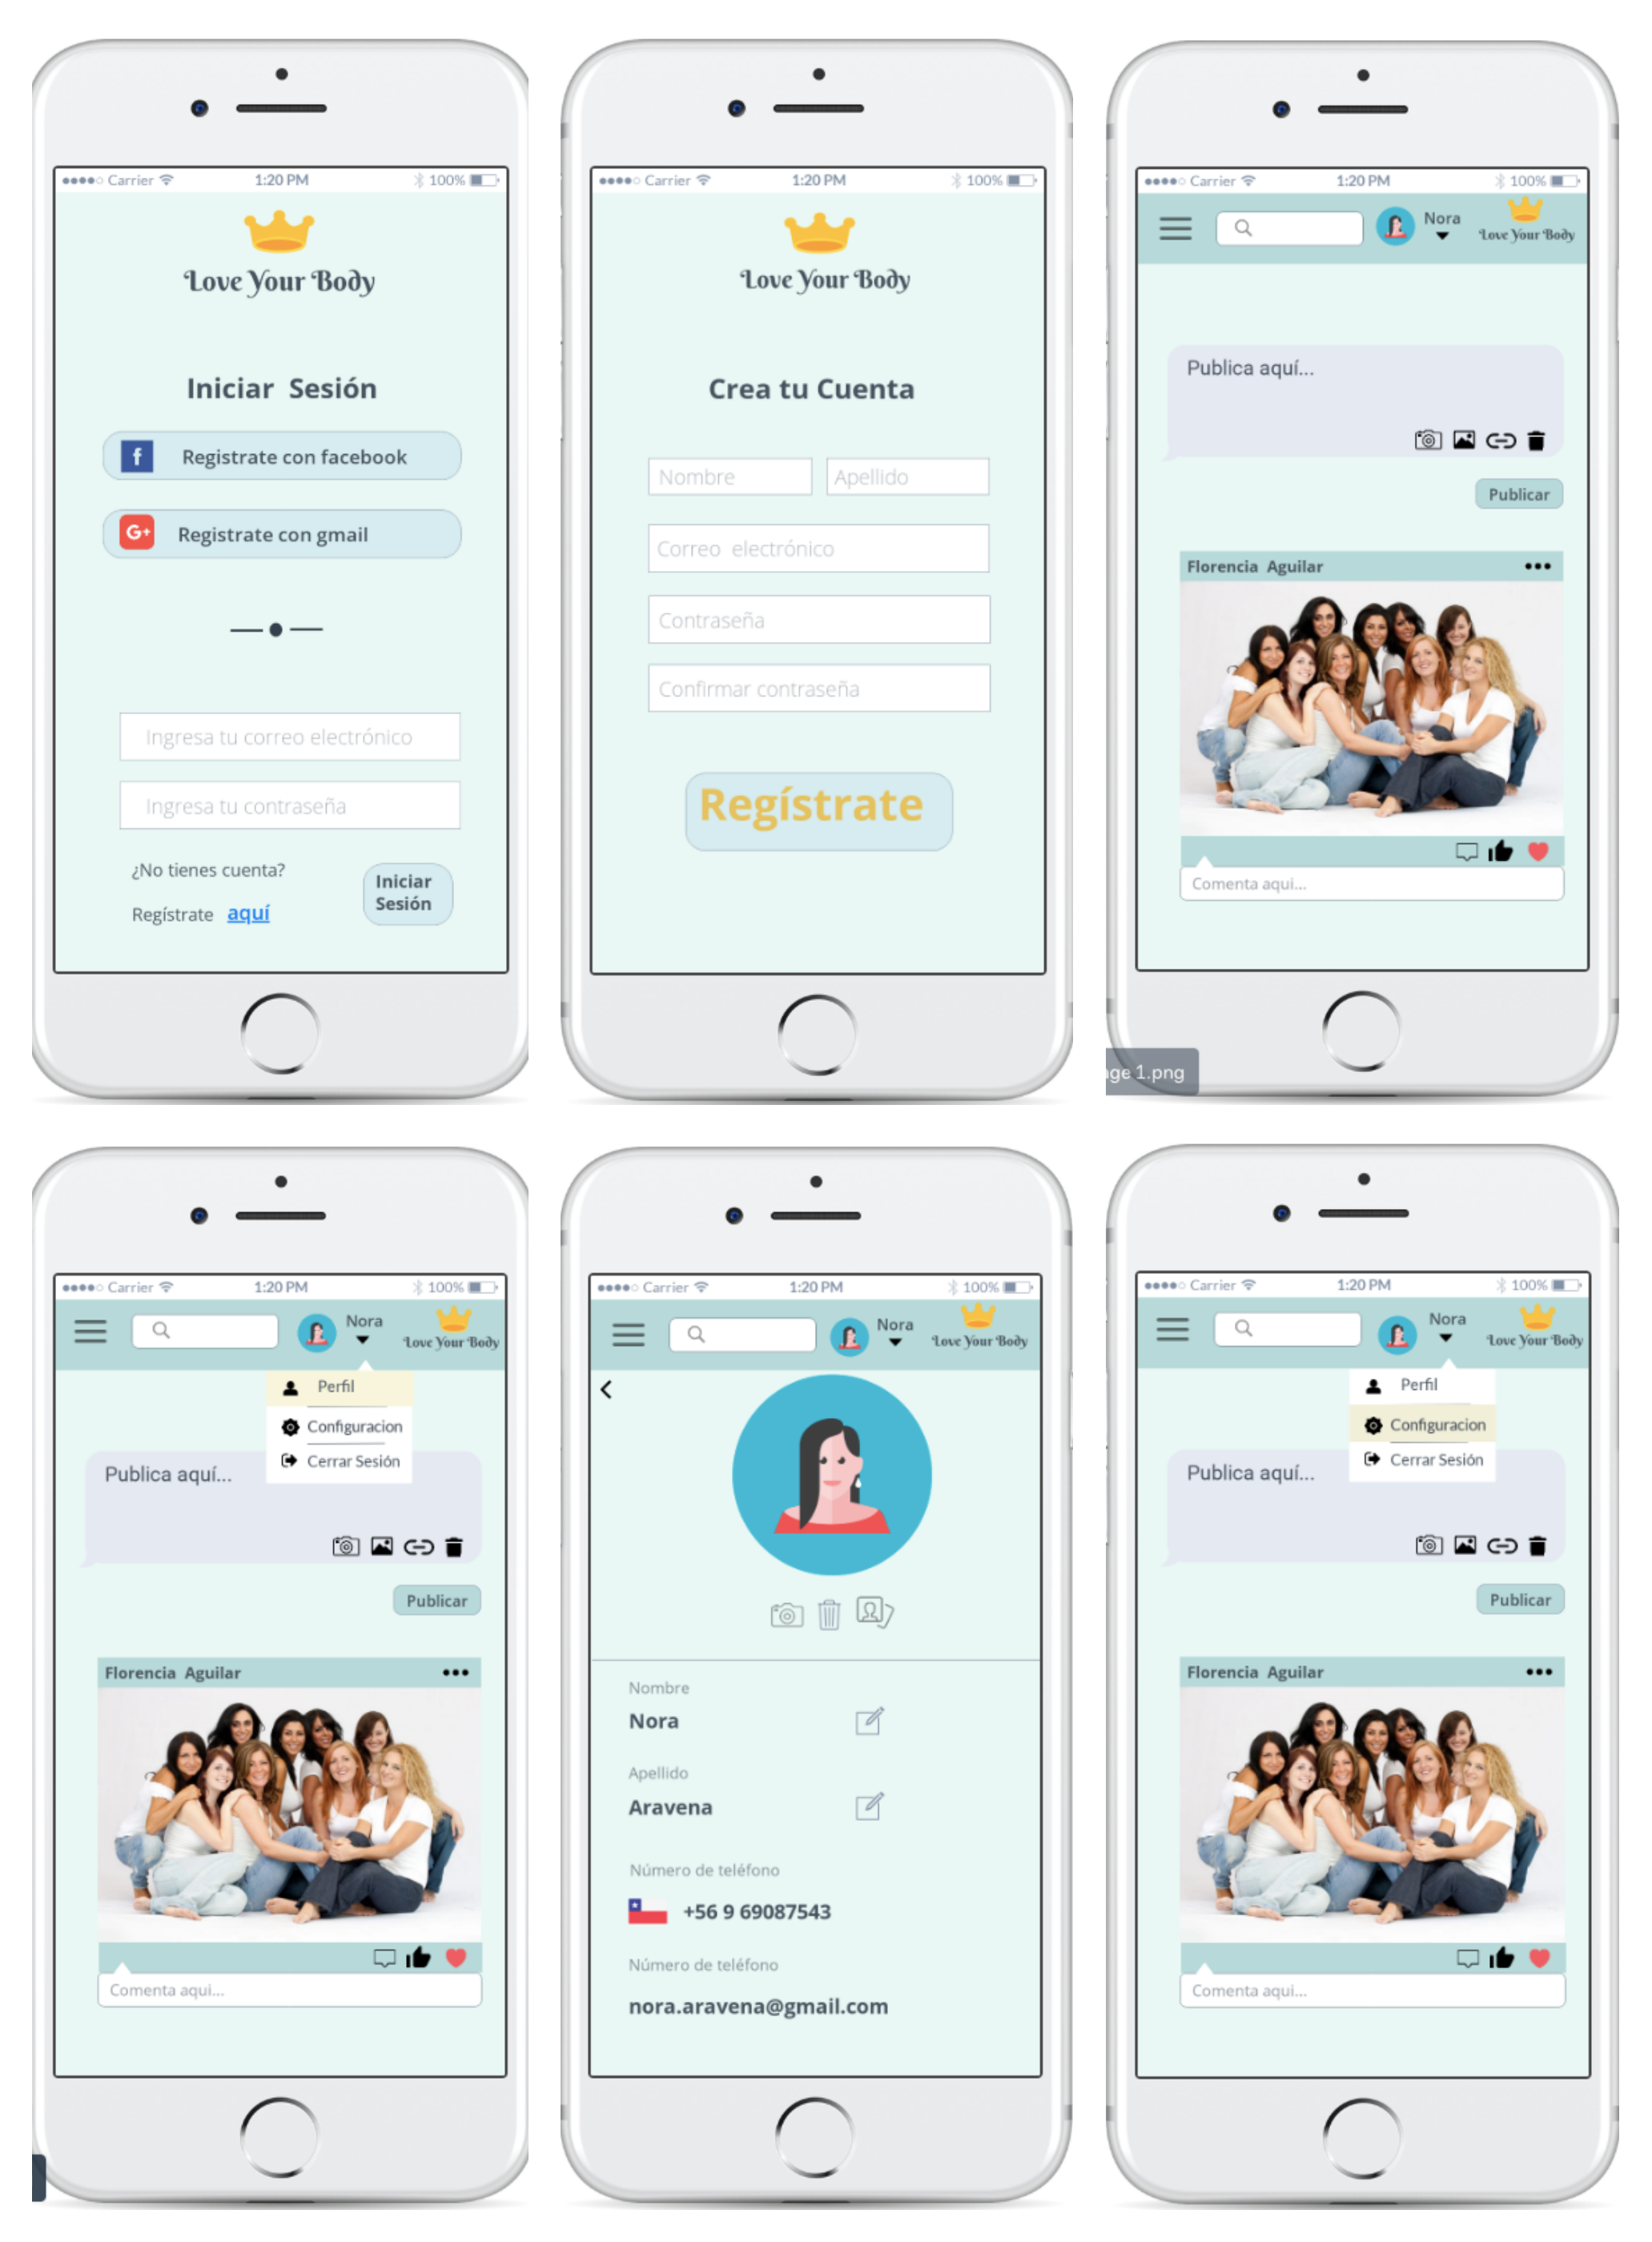 Carrier 1:20 PM 100%
Love Your Body
Iniciar Sesión
f Registrate con facebook
G+ Registrate con gmail
Ingresa tu correo electrónico
Ingresa tu contraseña
¿No tienes cuenta?
Regístrate aquí
Iniciar
Sesión
Carrier 1:20 PM 100%
Love Your Body
Crea tu Cuenta
Nombre Apellido
Correo electrónico
Contraseña
Confirmar contraseña
Regístrate
Carrier 1:20 PM 100%
Nora
Love Your Body
Publica aquí...
Publicar
Florencia Aguilar
Comenta aqui...
ge 1.png
Carrier 1:20 PM 100%
Nora
Love Your Body
Perfil
Configuracion
Cerrar Sesión
Publica aquí...
Publicar
Florencia Aguilar
Comenta aqui...
Carrier 1:20 PM 100%
Nora
Love Your Body
Nombre
Nora
Apellido
Aravena
Número de teléfono
+56 9 69087543
Número de teléfono
nora.aravena@gmail.com
Carrier 1:20 PM 100%
Nora
Love Your Body
Perfil
Configuracion
Cerrar Sesión
Publica aquí...
Publicar
Florencia Aguilar
Comenta aqui...